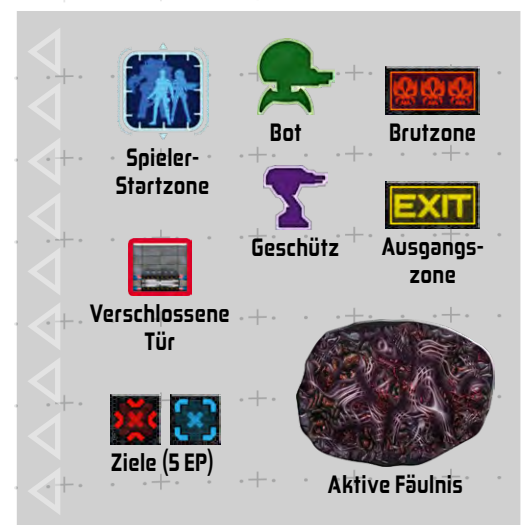 Spieler-
Startzone
Bot
Brutzone
Geschütz
EXIT
Ausgangs-
zone
Verschlossene
Tür
Ziele (5 EP)
Aktive Fäulnis